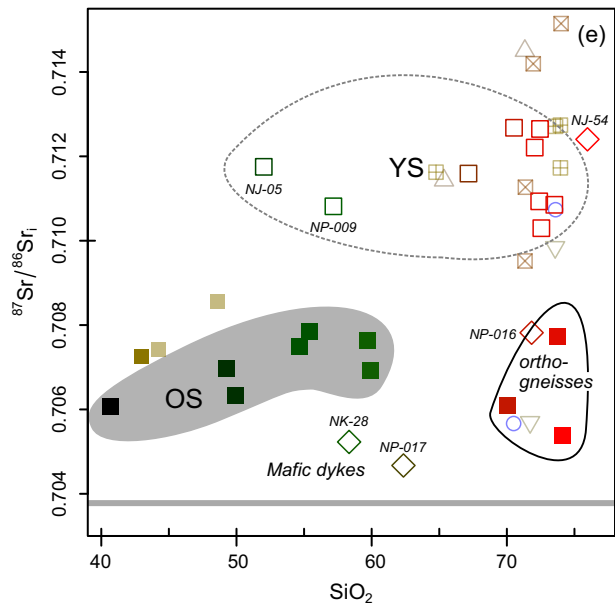 (e)
0.714
0.712
0.710
0.708
0.706
0.704
87Sr/86Sri
NJ-54
YS
NJ-05
NP-009
NP-016
ortho-
gneisses
OS
NK-28
NP-017
Mafic dykes
40
50
60
70
SiO2